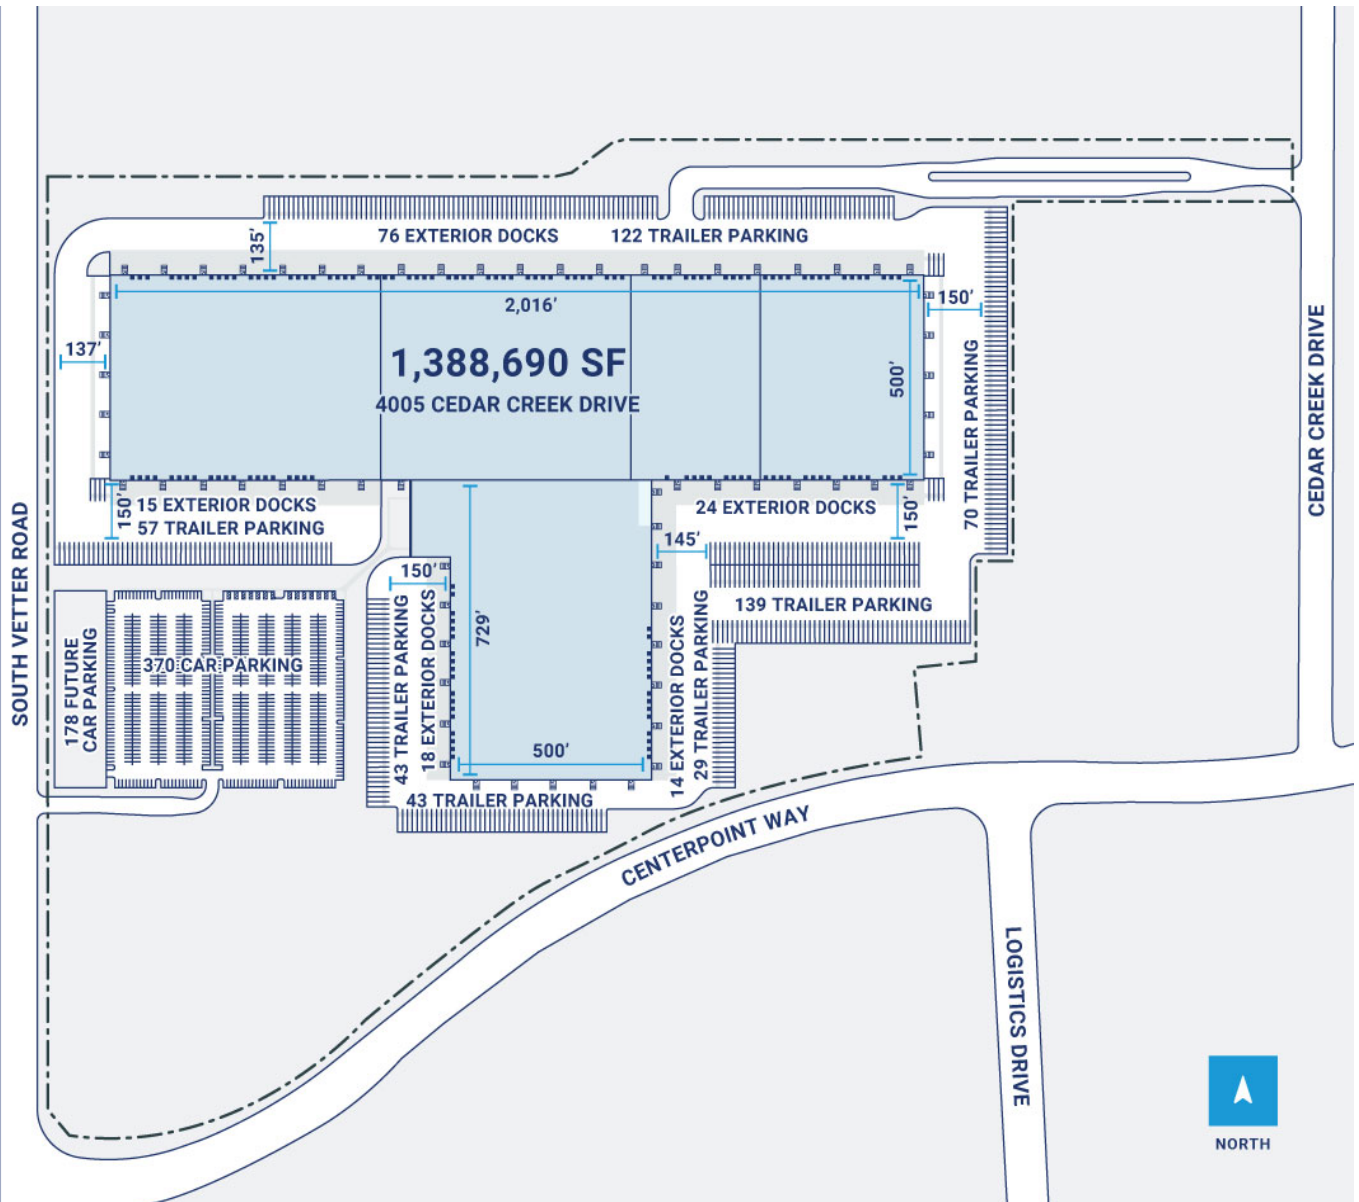 76 EXTERIOR DOCKS
122 TRAILER PARKING
135'
2,016'
150'
137'
1,388,690 SF
4005 CEDAR CREEK DRIVE
500'
70 TRAILER PARKING
CEDAR CREEK DRIVE
SOUTH VETTER ROAD
150'
15 EXTERIOR DOCKS
57 TRAILER PARKING
24 EXTERIOR DOCKS
150'
145'
150'
139 TRAILER PARKING
729'
43 TRAILER PARKING
18 EXTERIOR DOCKS
14 EXTERIOR DOCKS
29 TRAILER PARKING
178 FUTURE
CAR PARKING
370 CAR PARKING
500'
43 TRAILER PARKING
CENTERPOINT WAY
LOGISTICS DRIVE
NORTH